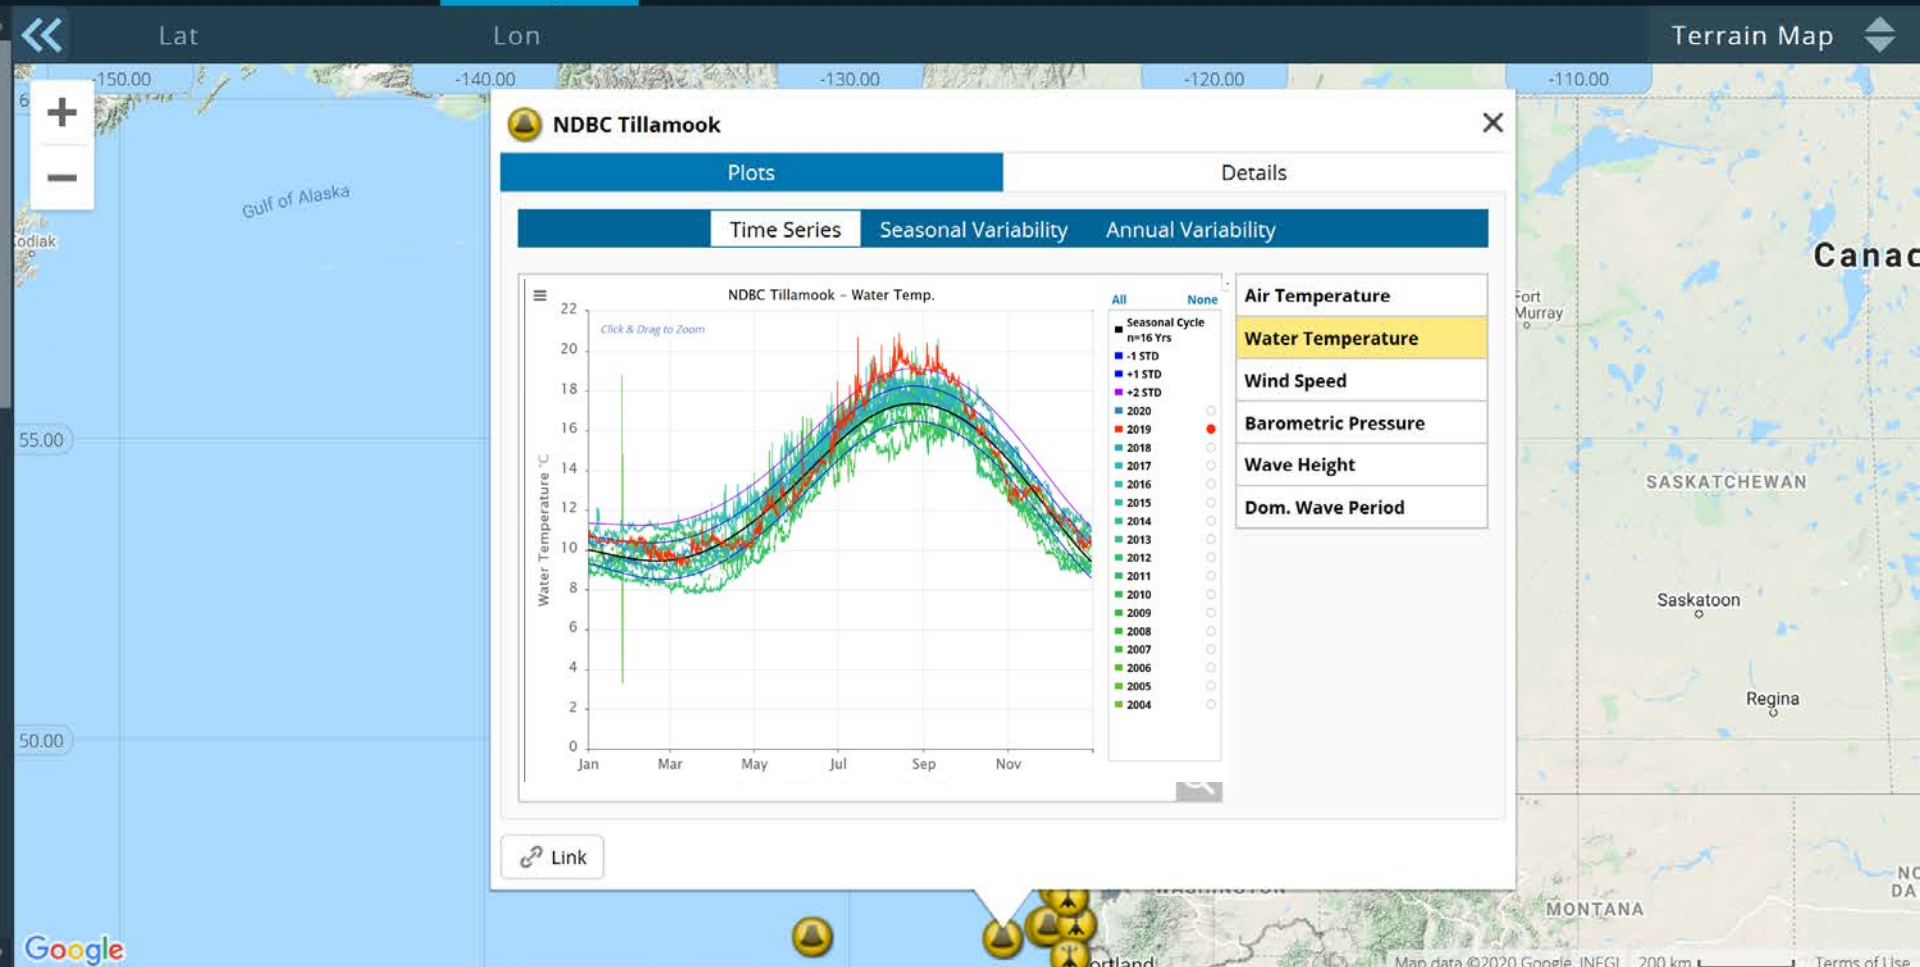 Lat
Lon
Terrain Map
-150.00
-140.00
-130.00
-120.00
-110.00
NDBC Tillamook
Plots
Details
Time Series
Seasonal Variability
Annual Variability
NDBC Tillamook - Water Temp.
Click & Drag to Zoom
Water Temperature °C
22
20
18
16
14
12
10
8
6
4
2
0
Jan
Mar
May
Jul
Sep
Nov
All
None
Seasonal Cycle
n=16 Yrs
-1 STD
+1 STD
+2 STD
2020
2019
2018
2017
2016
2015
2014
2013
2012
2011
2010
2009
2008
2007
2006
2005
2004
Air Temperature
Water Temperature
Wind Speed
Barometric Pressure
Wave Height
Dom. Wave Period
Link
Gulf of Alaska
55.00
50.00
Canad
Fort
Murray
SASKATCHEWAN
Saskatoon
Regina
MONTANA
Google
Map data ©2020 Google, INEGI
200 km
Terms of Use